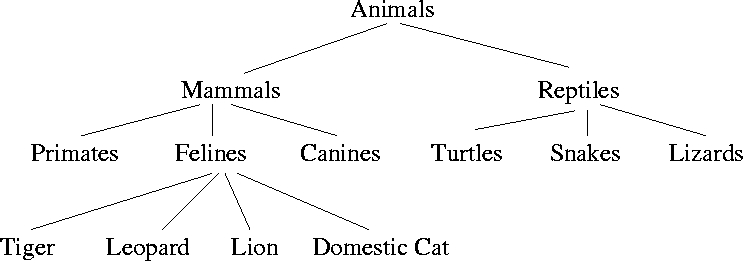 Animals
Mammals Reptiles
Primates Felines Canines Turtles Snakes Lizards
Tiger Leopard Lion Domestic Cat